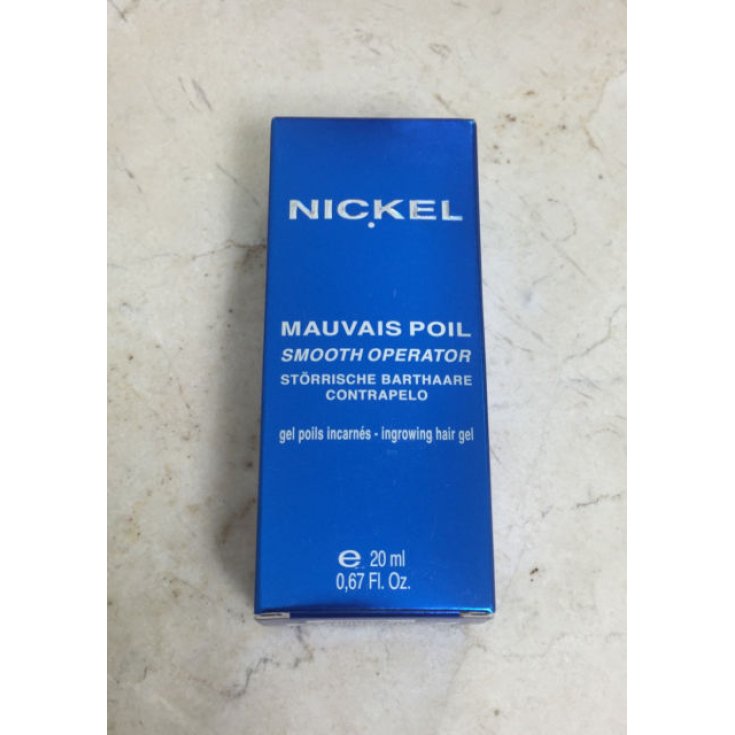 NICKEL
MAUVAIS POIL
SMOOTH OPERATOR
STÖRRISCHE BARTHAARE
CONTRAPELO
gel poils incarnés - ingrowing hair gel
e 20 ml
0,67 Fl. Oz.